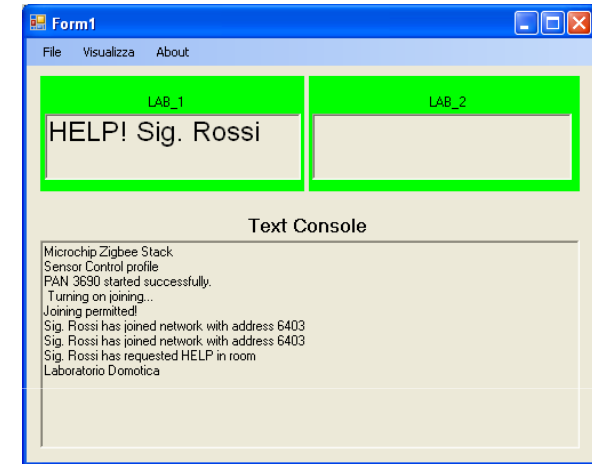 Form1
File Visualizza About
LAB_1 LAB_2
HELP! Sig. Rossi
Text Console
Microchip Zigbee Stack
Sensor Control profile
PAN 3690 started successfully.
Turning on joining...
Joining permitted!
Sig. Rossi has joined network with address 6403
Sig. Rossi has joined network with address 6403
Sig. Rossi has requested HELP in room
Laboratorio Domotica